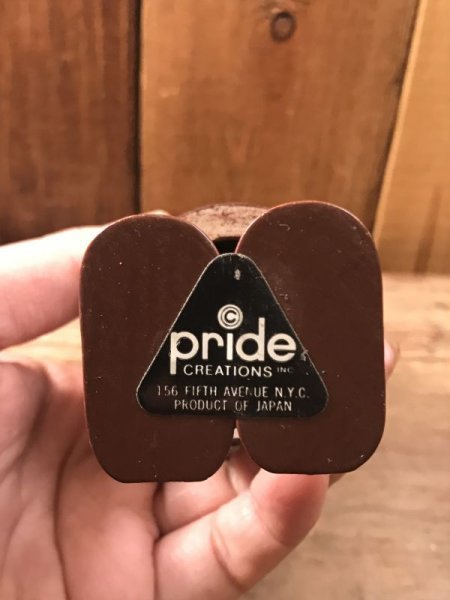 ©
pride
CREATIONS INC
156 FIFTH AVENUE N.Y.C.
PRODUCT OF JAPAN